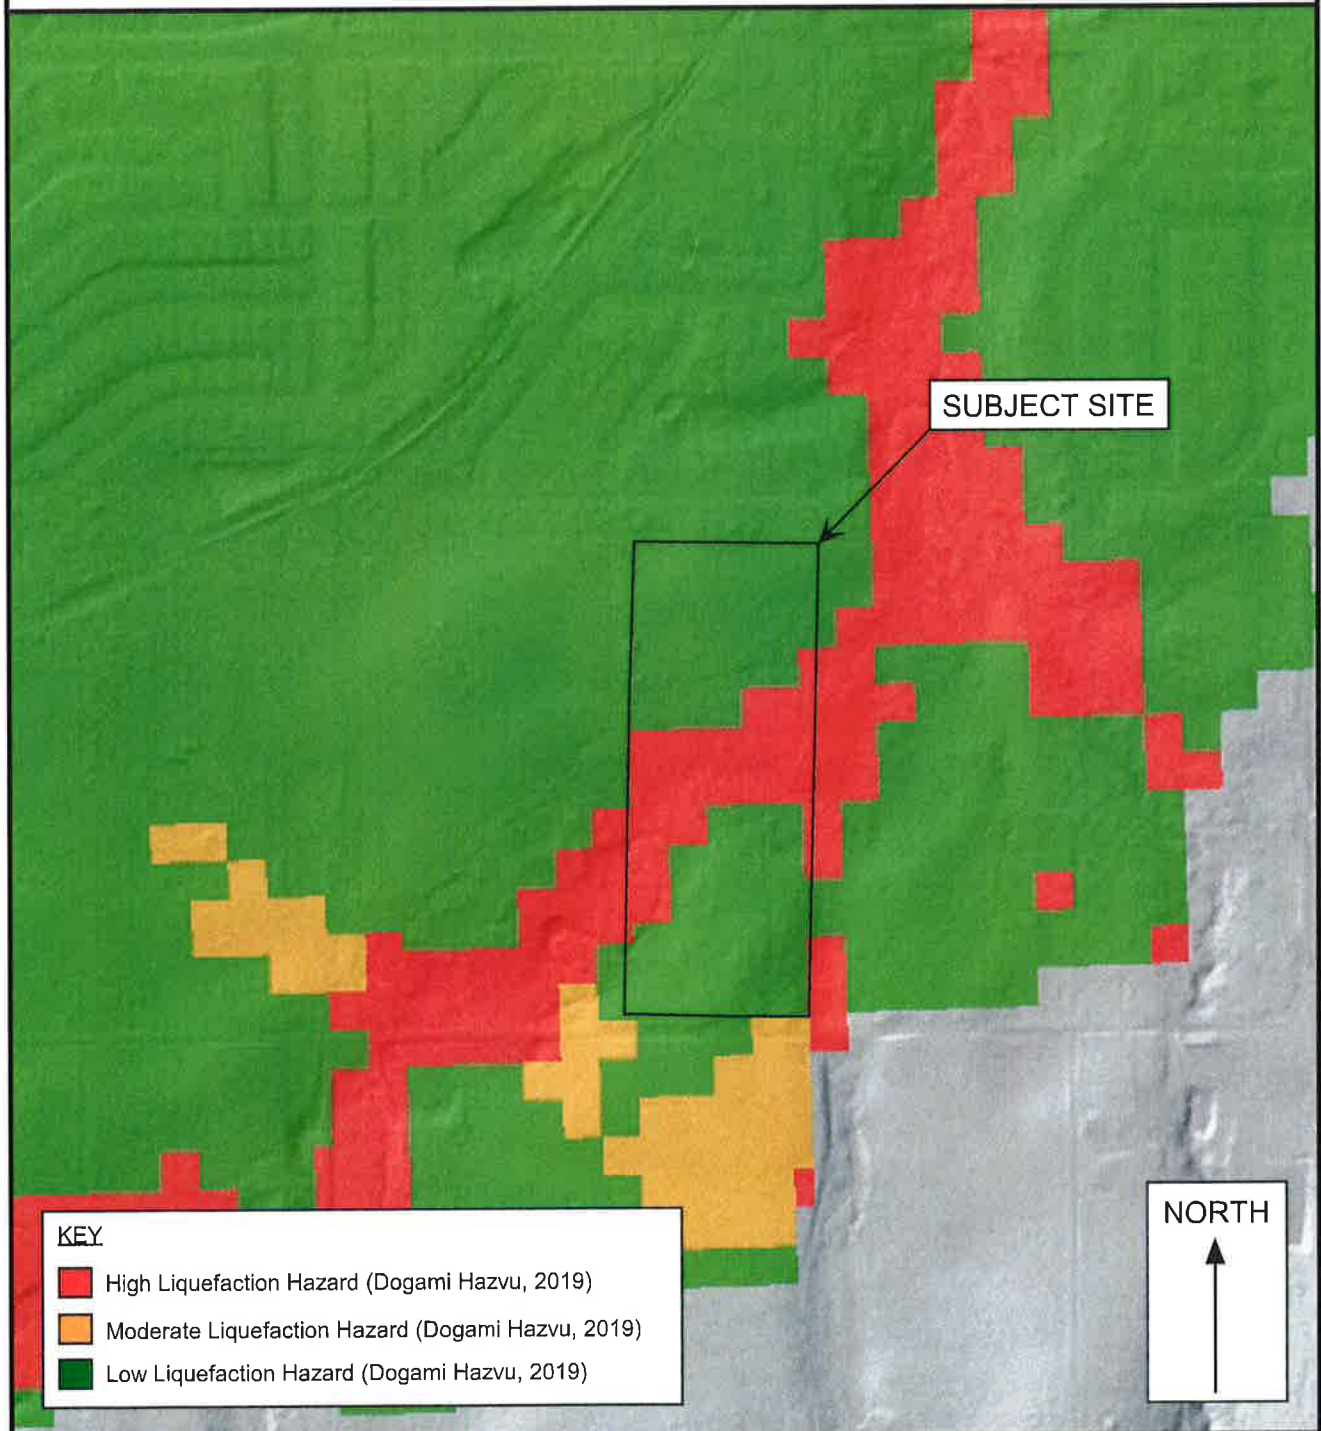 SUBJECT SITE
KEY
High Liquefaction Hazard (Dogami Hazvu, 2019)
Moderate Liquefaction Hazard (Dogami Hazvu, 2019)
Low Liquefaction Hazard (Dogami Hazvu, 2019)
NORTH